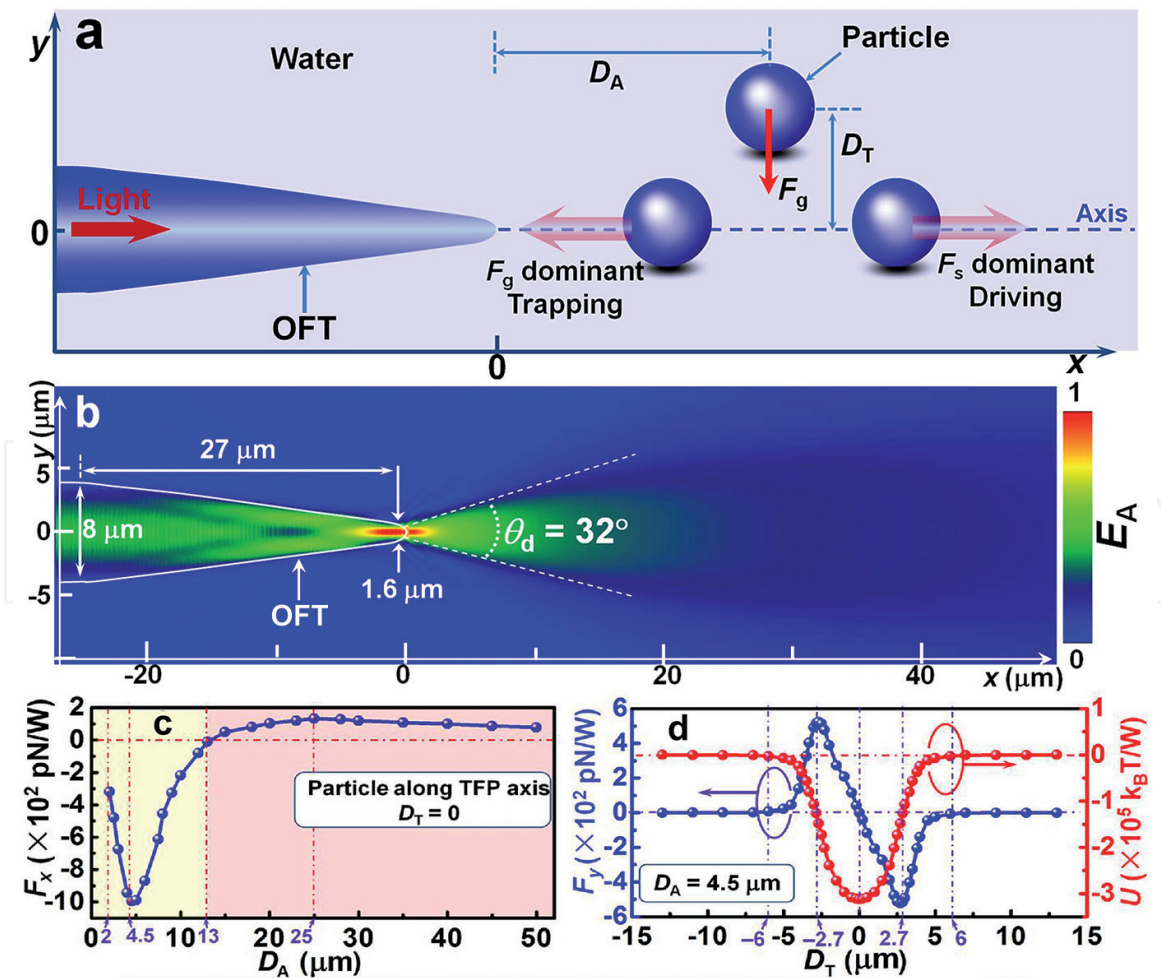 a
y
Water
Particle
D_A
D_T
F_g
Light
0
Axis
F_g dominant
Trapping
F_s dominant
Driving
OFT
0
x
b
y (μm)
27 μm
5
0
-5
8 μm
θ_d = 32°
1.6 μm
OFT
-20
0
20
40
x (μm)
1
E_A
0
c
2
0
-2
-4
-6
-8
-10
F_x (×10² pN/W)
Particle along TFP axis
D_T = 0
0
2
4.5
10
13
20
25
30
40
50
D_A (μm)
d
6
4
2
0
-2
-4
-6
F_y (×10² pN/W)
D_A = 4.5 μm
1
0
-1
-2
-3
U (×10⁵ k_BT/W)
-15
-10
-6
-5
-2.7
0
2.7
5
6
10
15
D_T (μm)